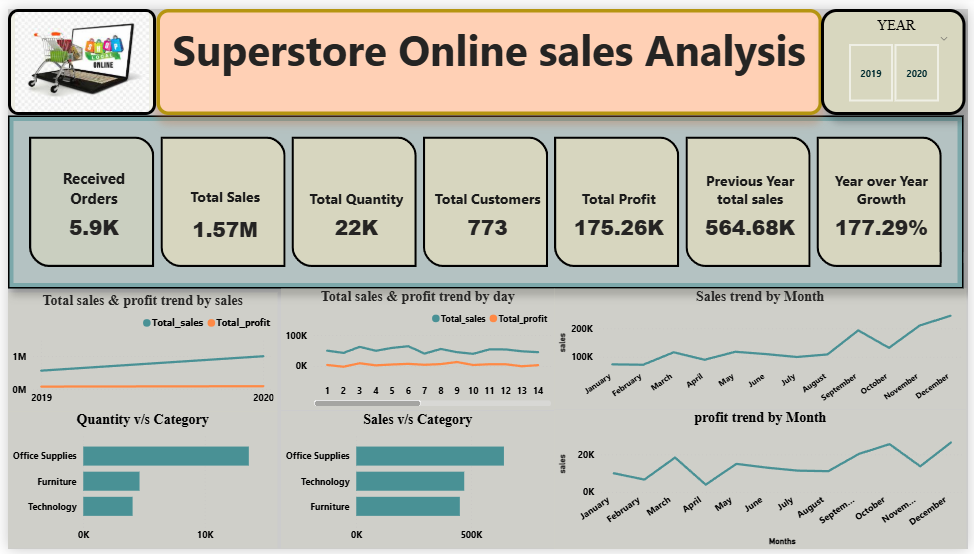 ONLINE
Superstore Online sales Analysis
YEAR
2019
2020
Received
Orders
5.9K
Total Sales
1.57M
Total Quantity
22K
Total Customers
773
Total Profit
175.26K
Previous Year
total sales
564.68K
Year over Year
Growth
177.29%
Total sales & profit trend by sales
Total_sales Total_profit
1M
0M
2019 2020
Total sales & profit trend by day
Total_sales Total_profit
100K
0K
1 2 3 4 5 6 7 8 9 10 11 12 13 14
Sales trend by Month
sales
200K
100K
January February March April May June July August September October November December
Quantity v/s Category
Office Supplies
Furniture
Technology
0K 10K
Sales v/s Category
Office Supplies
Technology
Furniture
0K 500K
profit trend by Month
sales
20K
0K
January February March April May June July August Septem... October Novem... December
Months